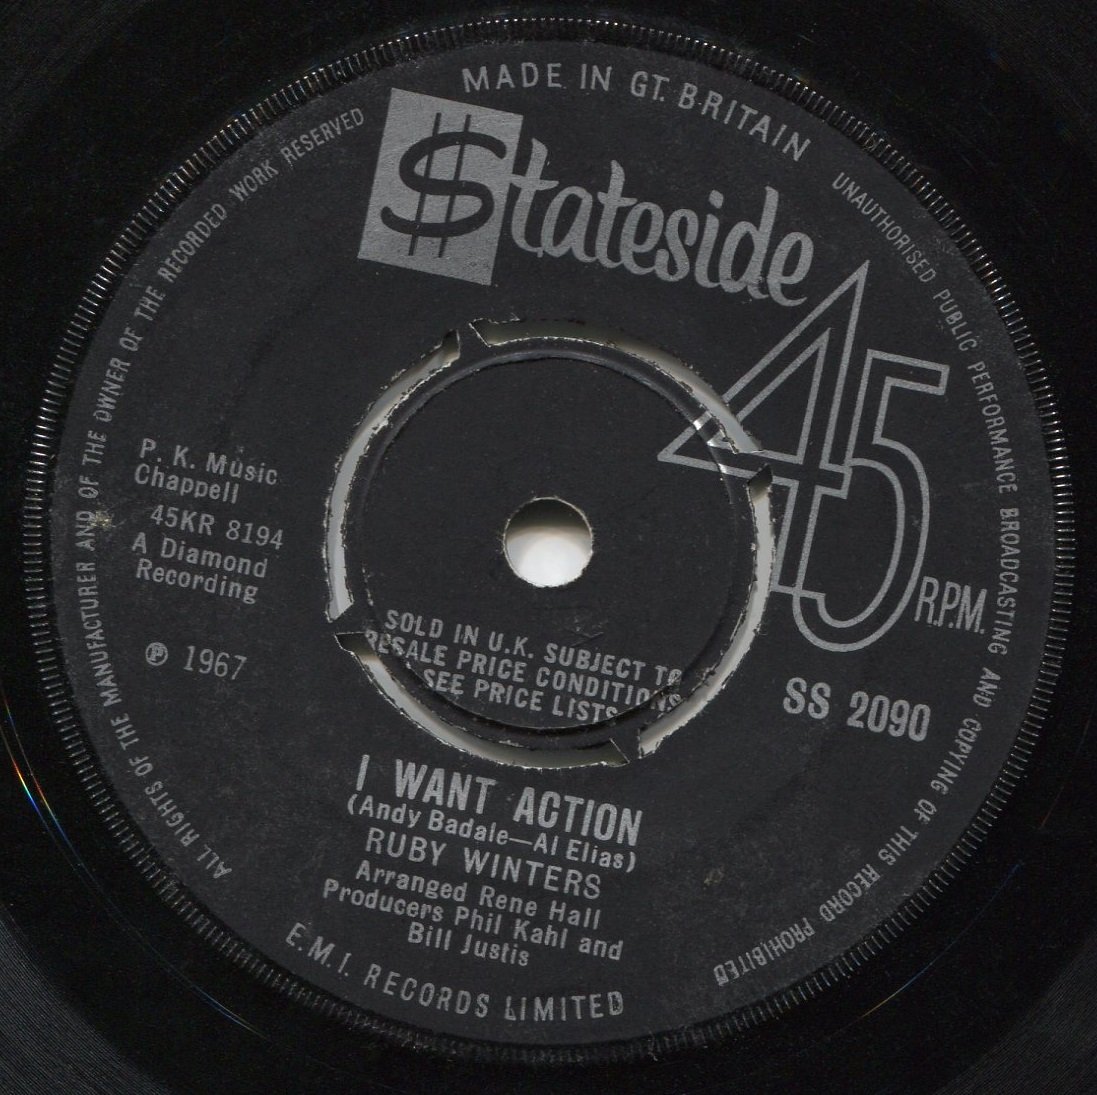 MADE IN GT. BRITAIN
UNAUTHORISED PUBLIC PERFORMANCE BROADCASTING AND COPYING OF THIS RECORD PROHIBITED
ALL RIGHTS OF THE MANUFACTURER AND OF THE OWNER OF THE RECORDED WORK RESERVED
$tateside
45
R.P.M.
P. K. Music
Chappell
45KR 8194
A Diamond
Recording
℗ 1967
SOLD IN U.K. SUBJECT TO
RESALE PRICE CONDITIONS
SEE PRICE LISTS
SS 2090
I WANT ACTION
(Andy Badale—Al Elias)
RUBY WINTERS
Arranged Rene Hall
Producers Phil Kahl and
Bill Justis
E.M.I. RECORDS LIMITED